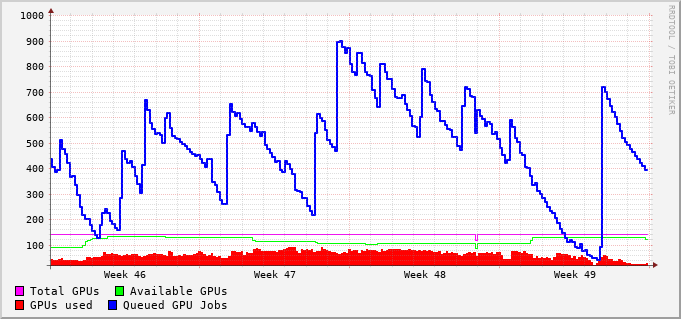 1000
900
800
700
600
500
400
300
200
100
Week 46 Week 47 Week 48 Week 49
Total GPUs Available GPUs
GPUs used Queued GPU Jobs
RRDTOOL / TOBI OETIKER